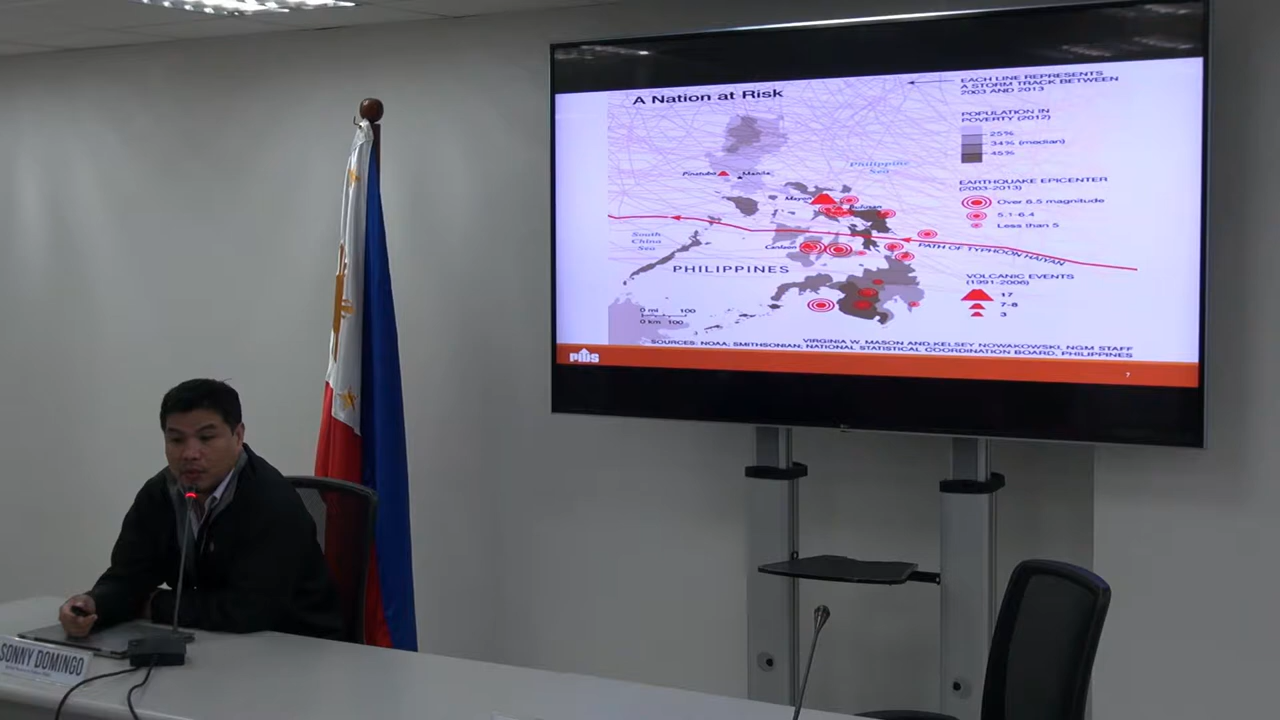 EACH LINE REPRESENTS
A STORM TRACK BETWEEN
2003 AND 2013
A Nation at Risk
POPULATION IN
POVERTY (2012)
25%
34% (median)
45%
Philippine
Sea
Pinatubo
Manila
EARTHQUAKE EPICENTER
(2003-2013)
Over 6.5 magnitude
5.1-6.4
Less than 5
Mayon
Bulusan
South
China
Sea
Canlaon
PATH OF TYPHOON HAIYAN
PHILIPPINES
VOLCANIC EVENTS
(1991-2006)
17
7-8
3
0 mi 100
0 km 100
VIRGINIA W. MASON AND KELSEY NOWAKOWSKI, NGM STAFF
SOURCES: NOAA; SMITHSONIAN; NATIONAL STATISTICAL COORDINATION BOARD, PHILIPPINES
PIDS
7
SONNY DOMINGO